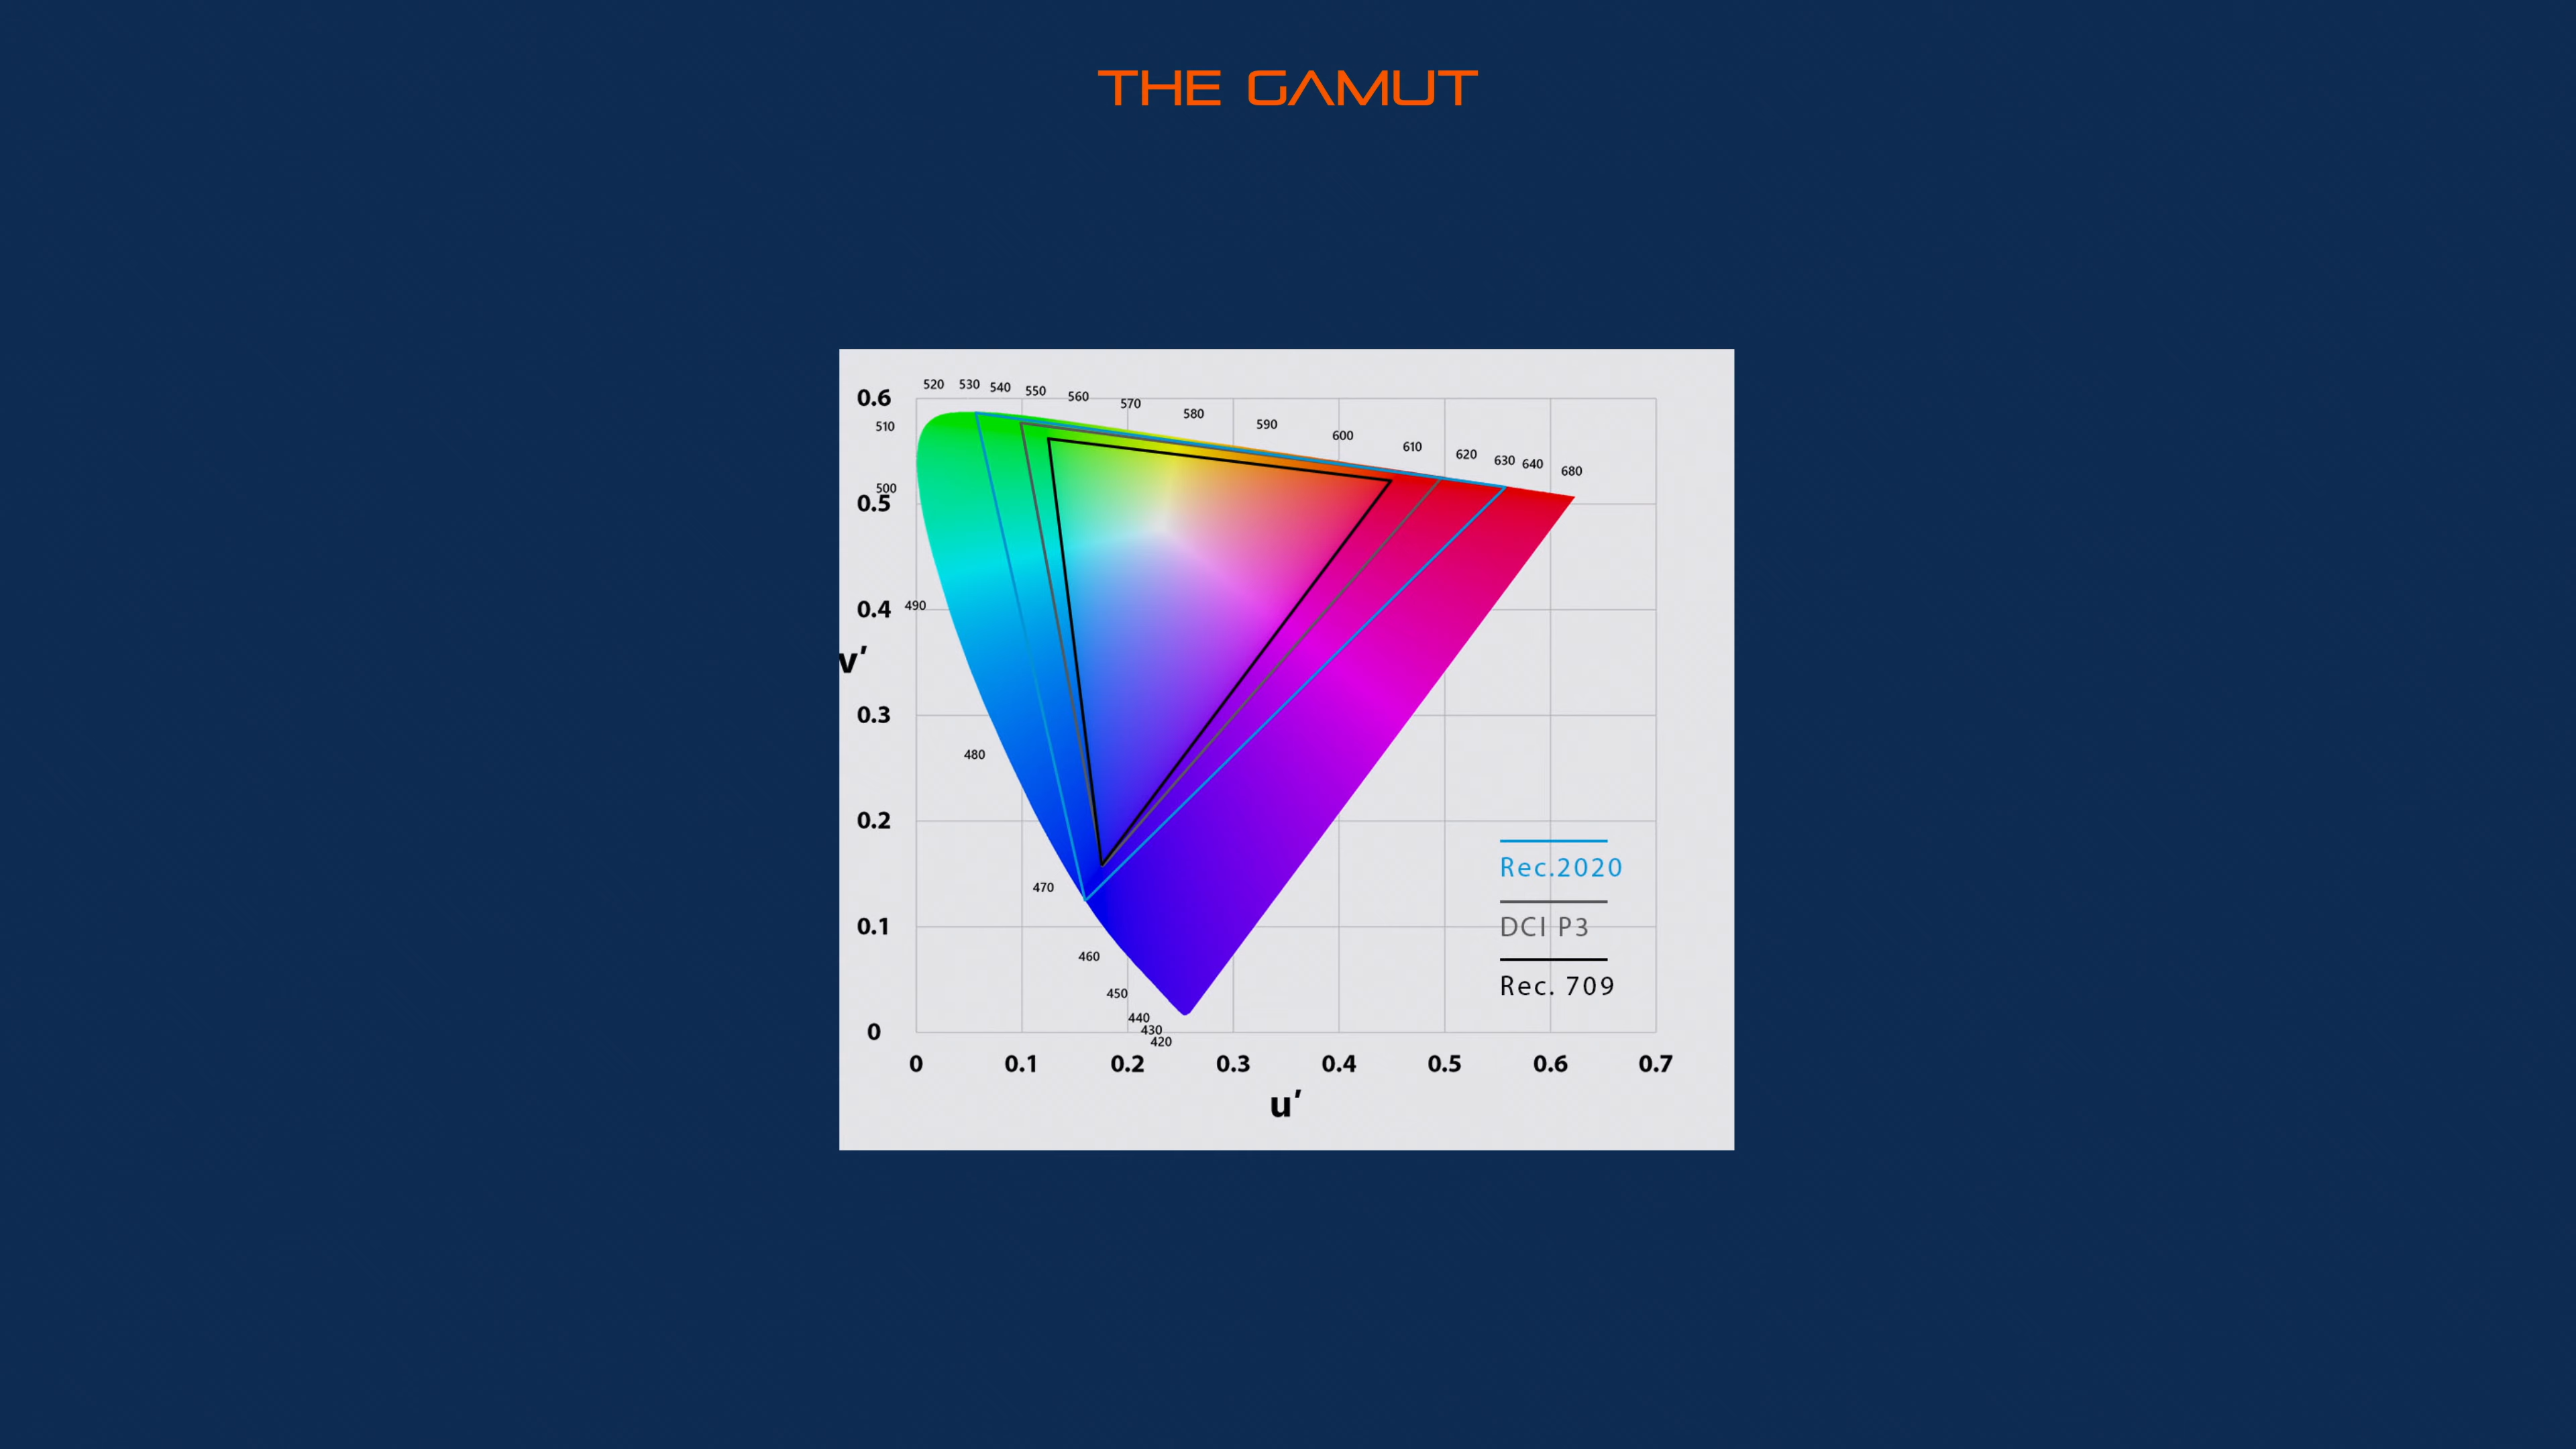 THE GAMUT
520 530 540 550 560 570 580 590 600 610 620 630 640 680
0.6
510
500
0.5
0.4 490
v′
0.3
480
0.2
Rec.2020
470
0.1
DCI P3
460
Rec. 709
450
440
430
420
0
0 0.1 0.2 0.3 0.4 0.5 0.6 0.7
u′